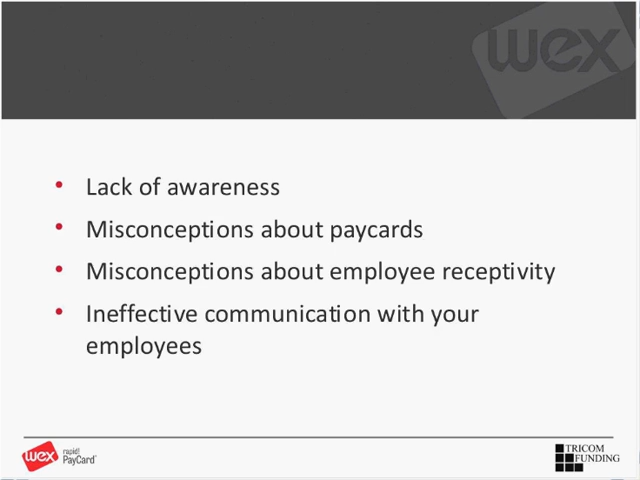 wex
• Lack of awareness
• Misconceptions about paycards
• Misconceptions about employee receptivity
• Ineffective communication with your
employees
wex rapid! PayCard
TRICOM
FUNDING